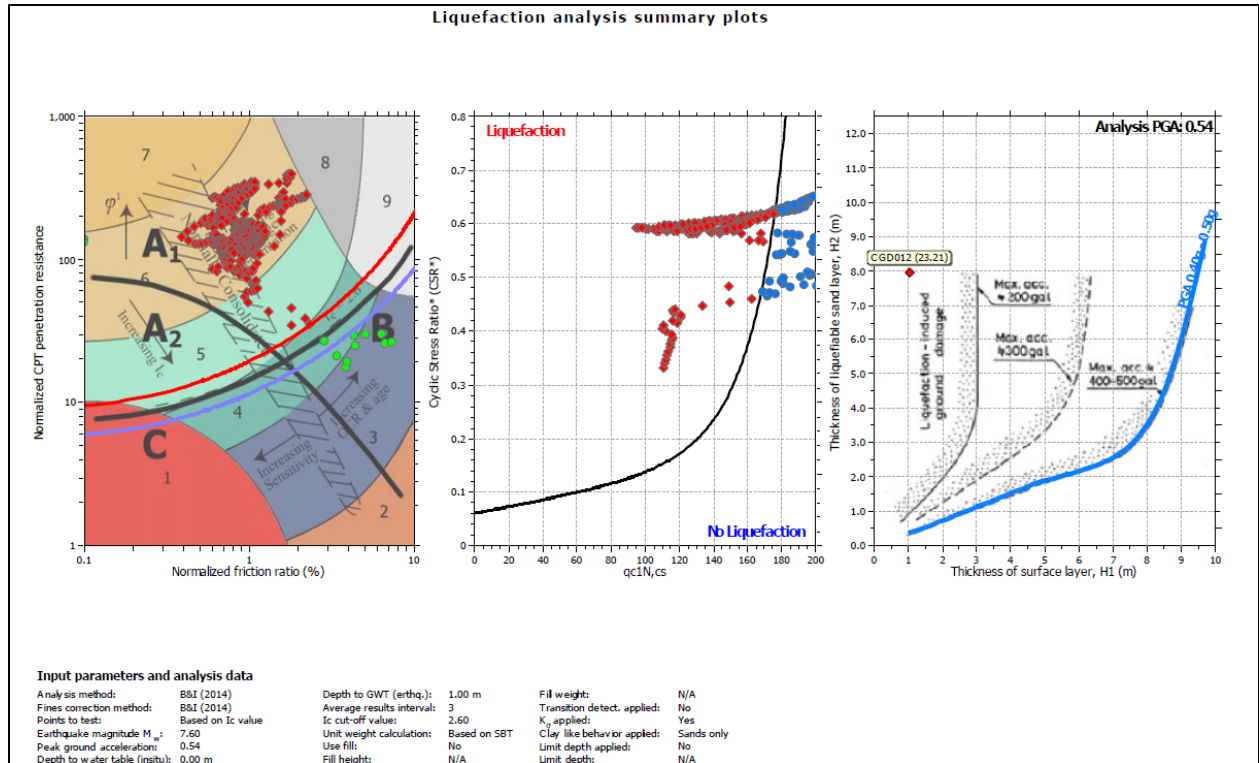 Liquefaction analysis summary plots
1,000
100
10
1
Normalized CPT penetration resistance
0.1
1
10
Normalized friction ratio (%)
7
8
9
φ'
A1
6
A2
5
B
4
C
3
1
2
Increasing Ic
Increasing
OCR & age
Increasing
Sensitivity
Liquefaction
No Liquefaction
0.8
0.7
0.6
0.5
0.4
0.3
0.2
0.1
0
Cyclic Stress Ratio* (CSR*)
0
20
40
60
80
100
120
140
160
180
200
qc1N,cs
Analysis PGA: 0.54
12.0
11.0
10.0
9.0
8.0
7.0
6.0
5.0
4.0
3.0
2.0
1.0
0.0
Thickness of liquefiable sand layer, H2 (m)
CGD012 (23.21)
Liquefaction-induced
ground damage
Max. acc.
≒200gal
Max. acc.
≒300gal
Max. acc. ≒
400-500gal
PGA 0.40g - 0.50g
0
1
2
3
4
5
6
7
8
9
10
Thickness of surface layer, H1 (m)
Input parameters and analysis data
Analysis method: B&I (2014)
Fines correction method: B&I (2014)
Points to test: Based on Ic value
Earthquake magnitude Mw: 7.60
Peak ground acceleration: 0.54
Depth to water table (insitu): 0.00 m
Depth to GWT (erthq.): 1.00 m
Average results interval: 3
Ic cut-off value: 2.60
Unit weight calculation: Based on SBT
Use fill: No
Fill height: N/A
Fill weight: N/A
Transition detect. applied: No
Kσ applied: Yes
Clay like behavior applied: Sands only
Limit depth applied: No
Limit depth: N/A